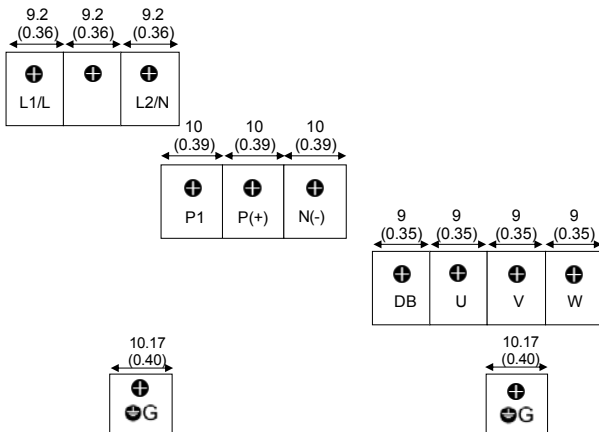 9.2 9.2 9.2
(0.36) (0.36) (0.36)
L1/L L2/N
10 10 10
(0.39) (0.39) (0.39)
P1 P(+) N(-)
9 9 9 9
(0.35) (0.35) (0.35) (0.35)
DB U V W
10.17 10.17
(0.40) (0.40)
G G